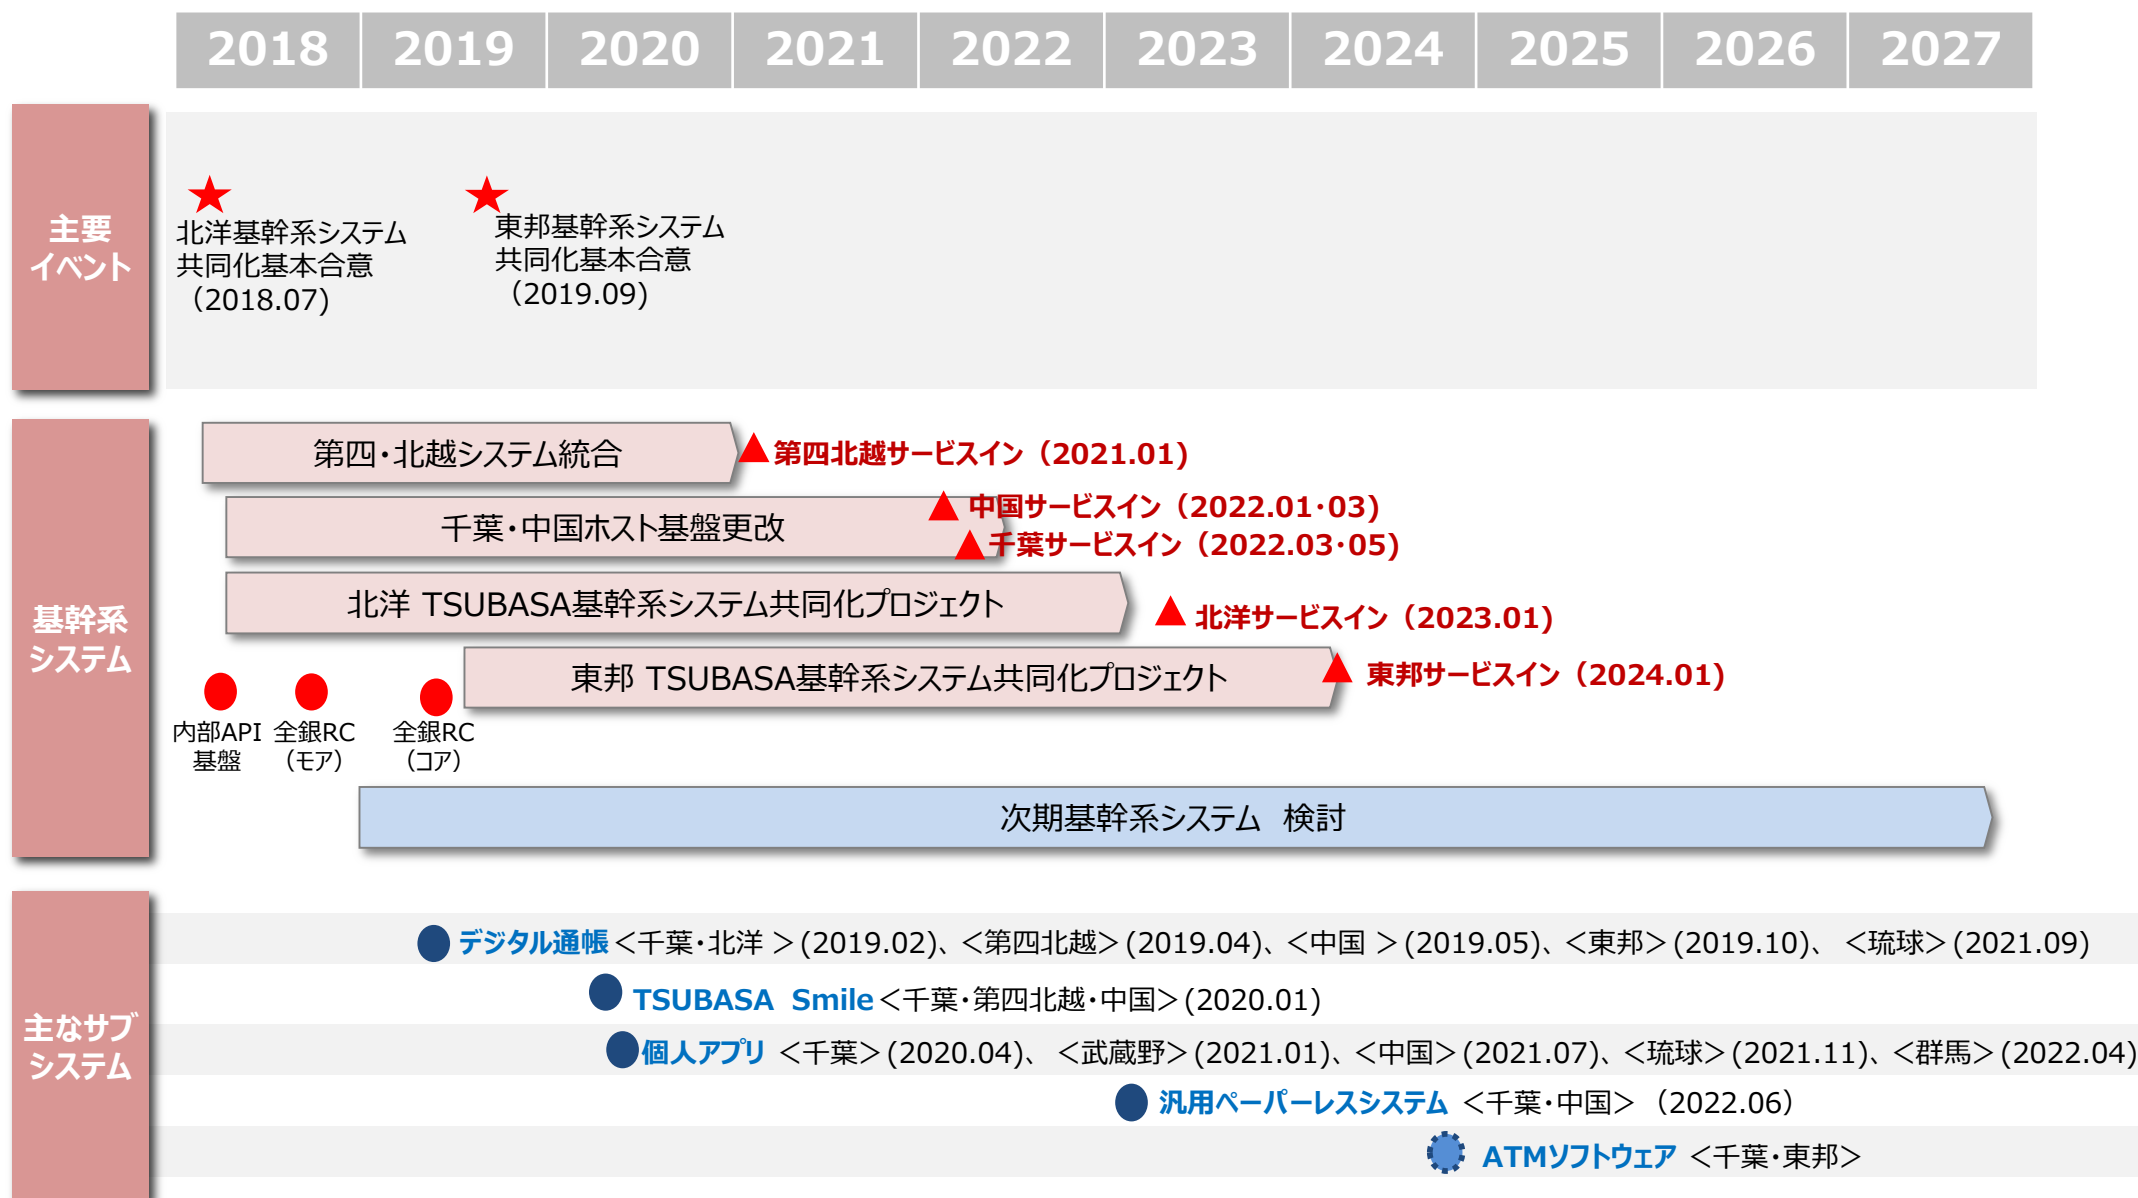 2018 2019 2020 2021 2022 2023 2024 2025 2026 2027
主要
イベント
北洋基幹系システム
共同化基本合意
（2018.07)
東邦基幹系システム
共同化基本合意
（2019.09)
基幹系
システム
第四・北越システム統合
第四北越サービスイン（2021.01)
千葉・中国ホスト基盤更改
中国サービスイン（2022.01・03)
千葉サービスイン（2022.03・05)
北洋 TSUBASA基幹系システム共同化プロジェクト
北洋サービスイン（2023.01)
東邦 TSUBASA基幹系システム共同化プロジェクト
東邦サービスイン（2024.01)
内部API
基盤
全銀RC
（モア）
全銀RC
（コア）
次期基幹系システム 検討
主なサブ
システム
デジタル通帳＜千葉・北洋 ＞(2019.02)、＜第四北越＞(2019.04)、＜中国 ＞(2019.05)、＜東邦＞(2019.10)、 ＜琉球＞(2021.09)
TSUBASA Smile＜千葉・第四北越・中国＞(2020.01)
個人アプリ ＜千葉＞(2020.04)、 ＜武蔵野＞(2021.01)、＜中国＞(2021.07)、＜琉球＞(2021.11)、＜群馬＞(2022.04)
汎用ペーパーレスシステム ＜千葉・中国＞（2022.06）
ATMソフトウェア ＜千葉・東邦＞